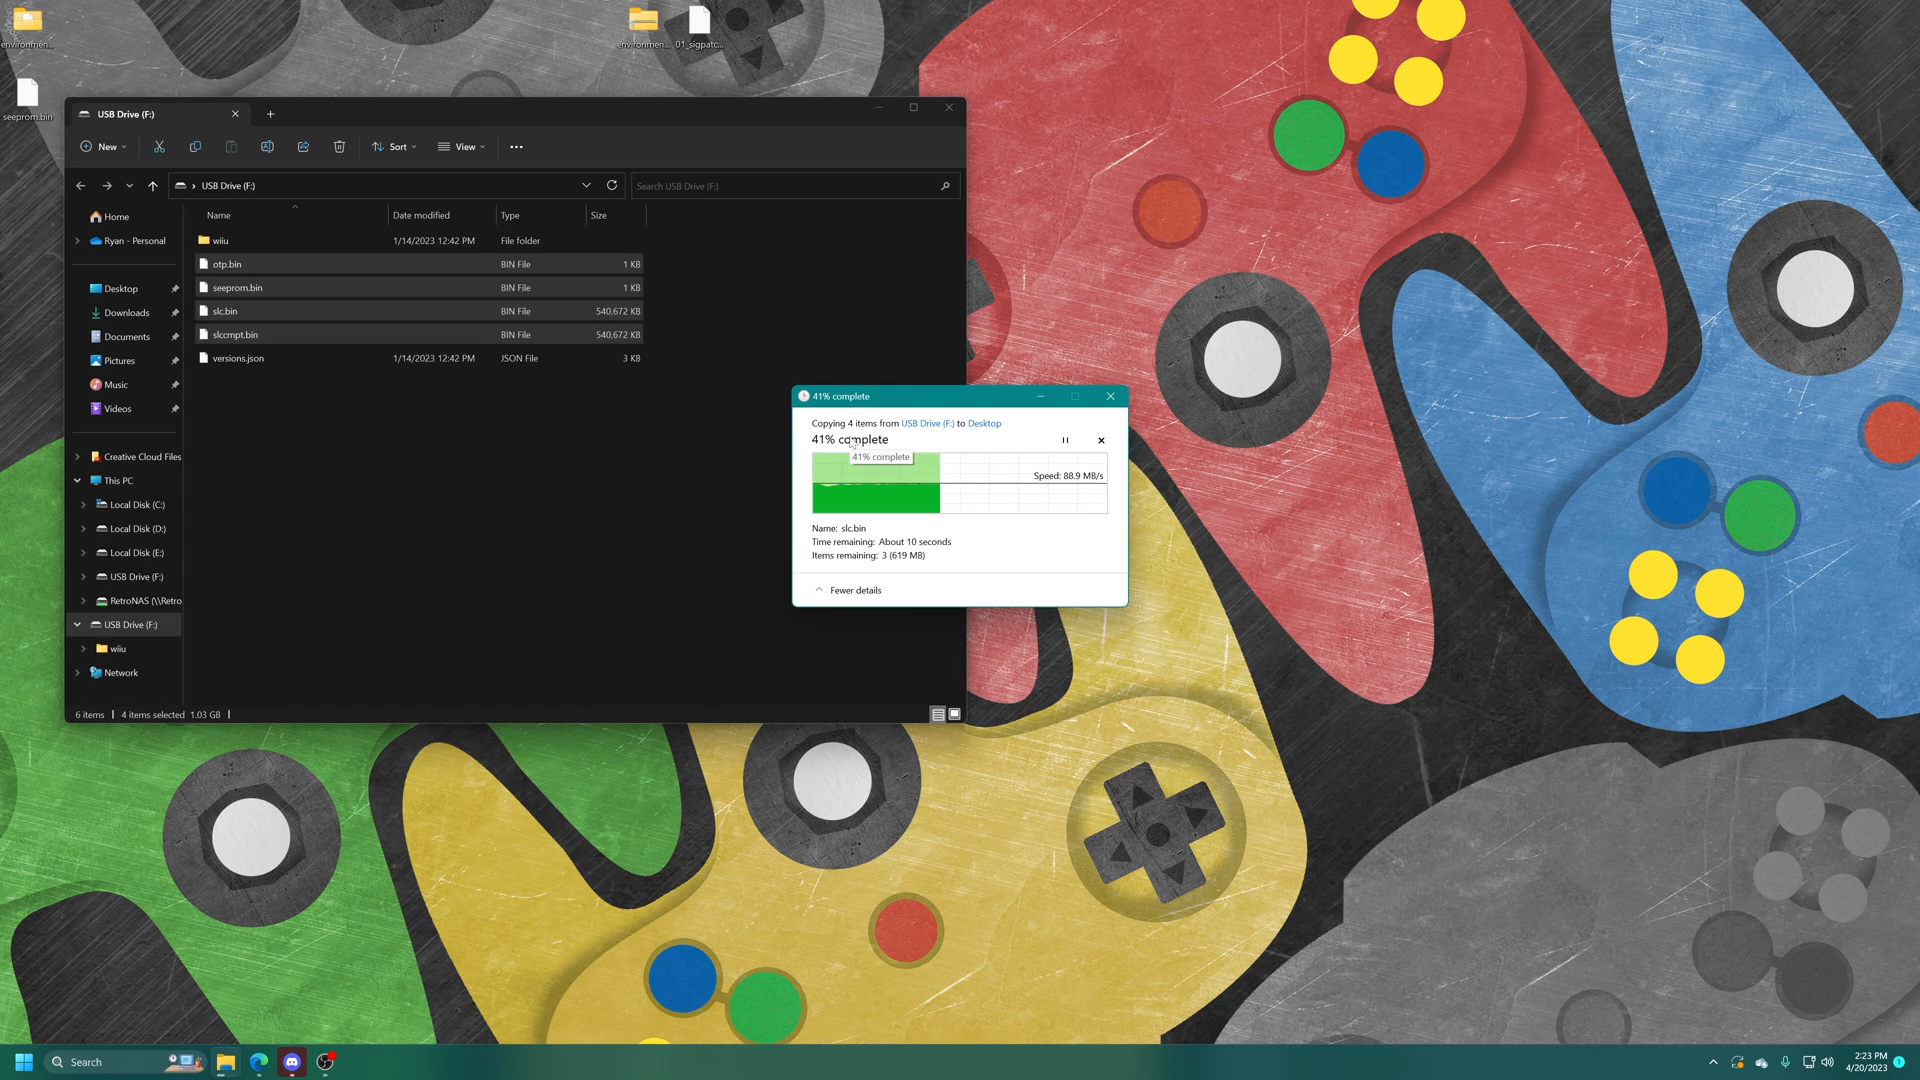 environmen...
environmen...
01_sigpatc...
seeprom.bin
USB Drive (F:)
New
Sort
View
USB Drive (F:)
Search USB Drive (F:)
Name
Date modified
Type
Size
wiiu
1/14/2023 12:42 PM
File folder
otp.bin
BIN File
1 KB
seeprom.bin
BIN File
1 KB
slc.bin
BIN File
540,672 KB
slccmpt.bin
BIN File
540,672 KB
versions.json
1/14/2023 12:42 PM
JSON File
3 KB
Home
Ryan - Personal
Desktop
Downloads
Documents
Pictures
Music
Videos
Creative Cloud Files
This PC
Local Disk (C:)
Local Disk (D:)
Local Disk (E:)
USB Drive (F:)
RetroNAS (\\Retro
USB Drive (F:)
wiiu
Network
6 items
4 items selected 1.03 GB
41% complete
Copying 4 items from USB Drive (F:) to Desktop
41% complete
41% complete
Speed: 88.9 MB/s
Name: slc.bin
Time remaining: About 10 seconds
Items remaining: 3 (619 MB)
Fewer details
Search
2:23 PM
4/20/2023
1